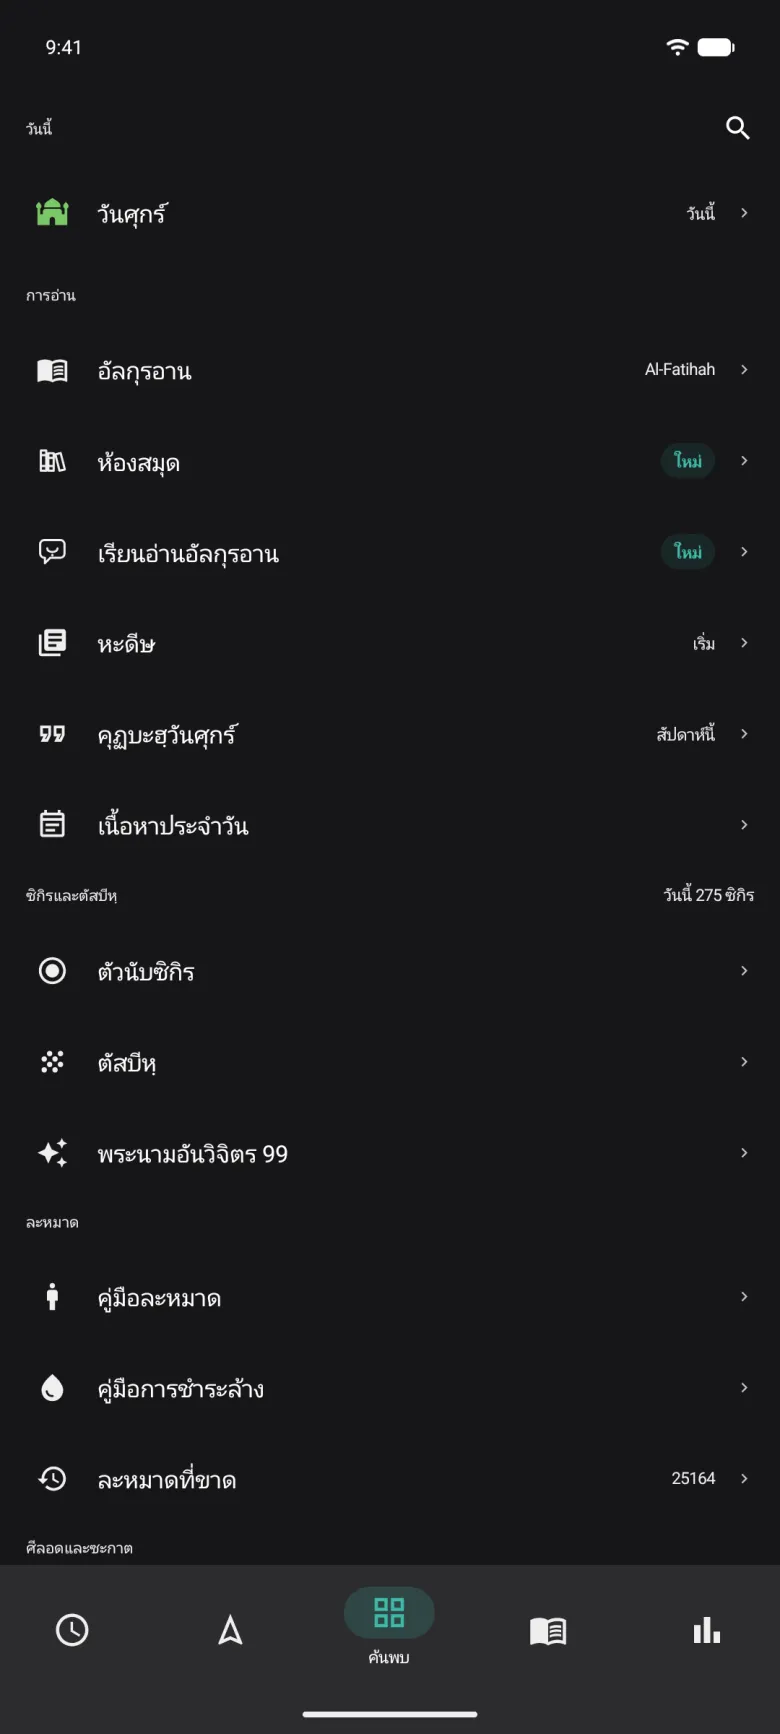 9:41
วันนี้
วันศุกร์ วันนี้
การอ่าน
อัลกุรอาน Al-Fatihah
ห้องสมุด ใหม่
เรียนอ่านอัลกุรอาน ใหม่
หะดีษ เริ่ม
คุฏบะฮฺวันศุกร์ สัปดาห์นี้
เนื้อหาประจำวัน
ซิกิรและตัสบีหฺ วันนี้ 275 ซิกิร
ตัวนับซิกิร
ตัสบีหฺ
พระนามอันวิจิตร 99
ละหมาด
คู่มือละหมาด
คู่มือการชำระล้าง
ละหมาดที่ขาด 25164
ศีลอดและซะกาต
ค้นพบ